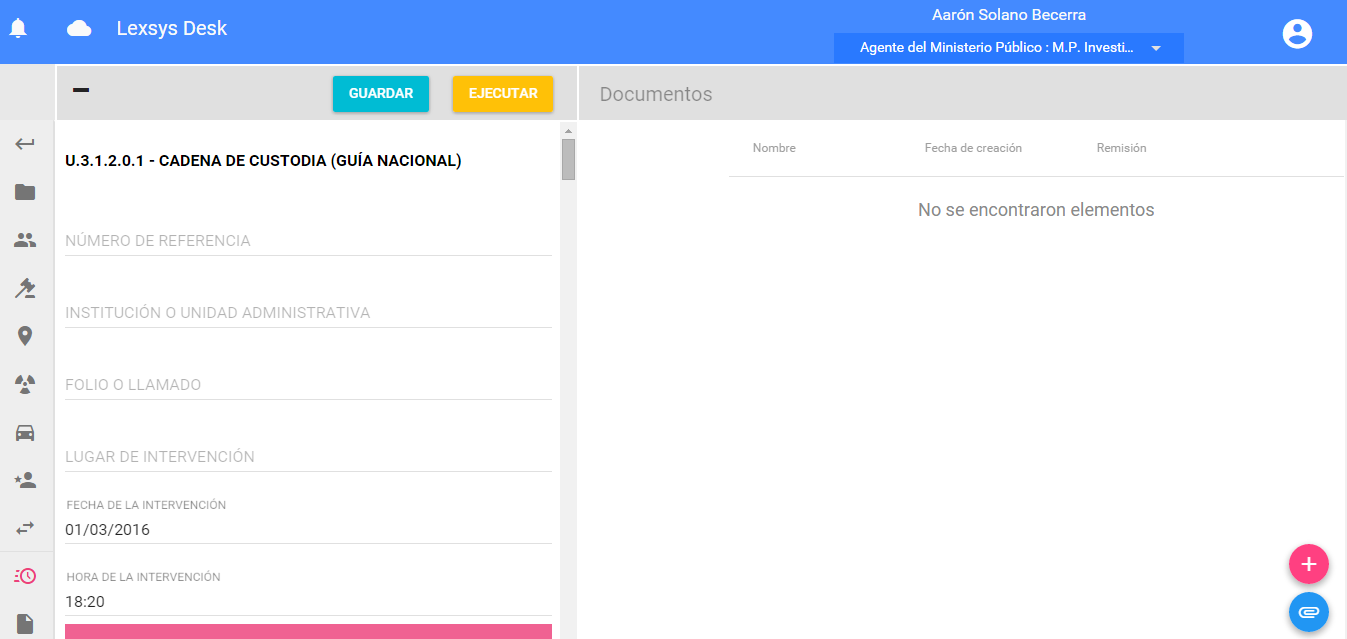 Lexsys Desk
Aarón Solano Becerra
Agente del Ministerio Público : M.P. Investi...
GUARDAR
EJECUTAR
Documentos
U.3.1.2.0.1 - CADENA DE CUSTODIA (GUÍA NACIONAL)
NÚMERO DE REFERENCIA
INSTITUCIÓN O UNIDAD ADMINISTRATIVA
FOLIO O LLAMADO
LUGAR DE INTERVENCIÓN
FECHA DE LA INTERVENCIÓN
01/03/2016
HORA DE LA INTERVENCIÓN
18:20
Nombre
Fecha de creación
Remisión
No se encontraron elementos